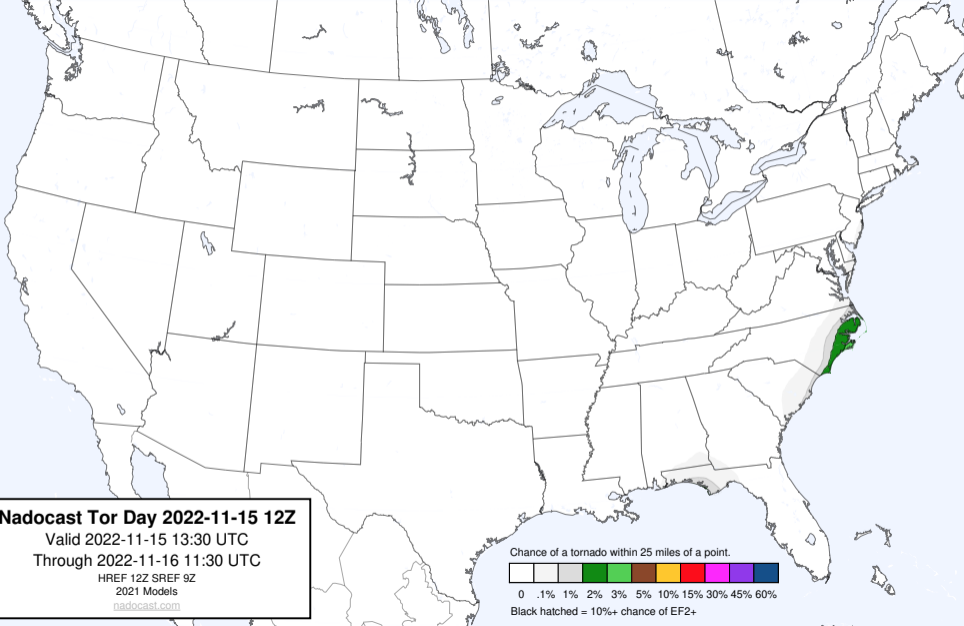 Nadocast Tor Day 2022-11-15 12Z
Valid 2022-11-15 13:30 UTC
Through 2022-11-16 11:30 UTC
HREF 12Z SREF 9Z
2021 Models
nadocast.com
Chance of a tornado within 25 miles of a point.
0 .1% 1% 2% 3% 5% 10% 15% 30% 45% 60%
Black hatched = 10%+ chance of EF2+